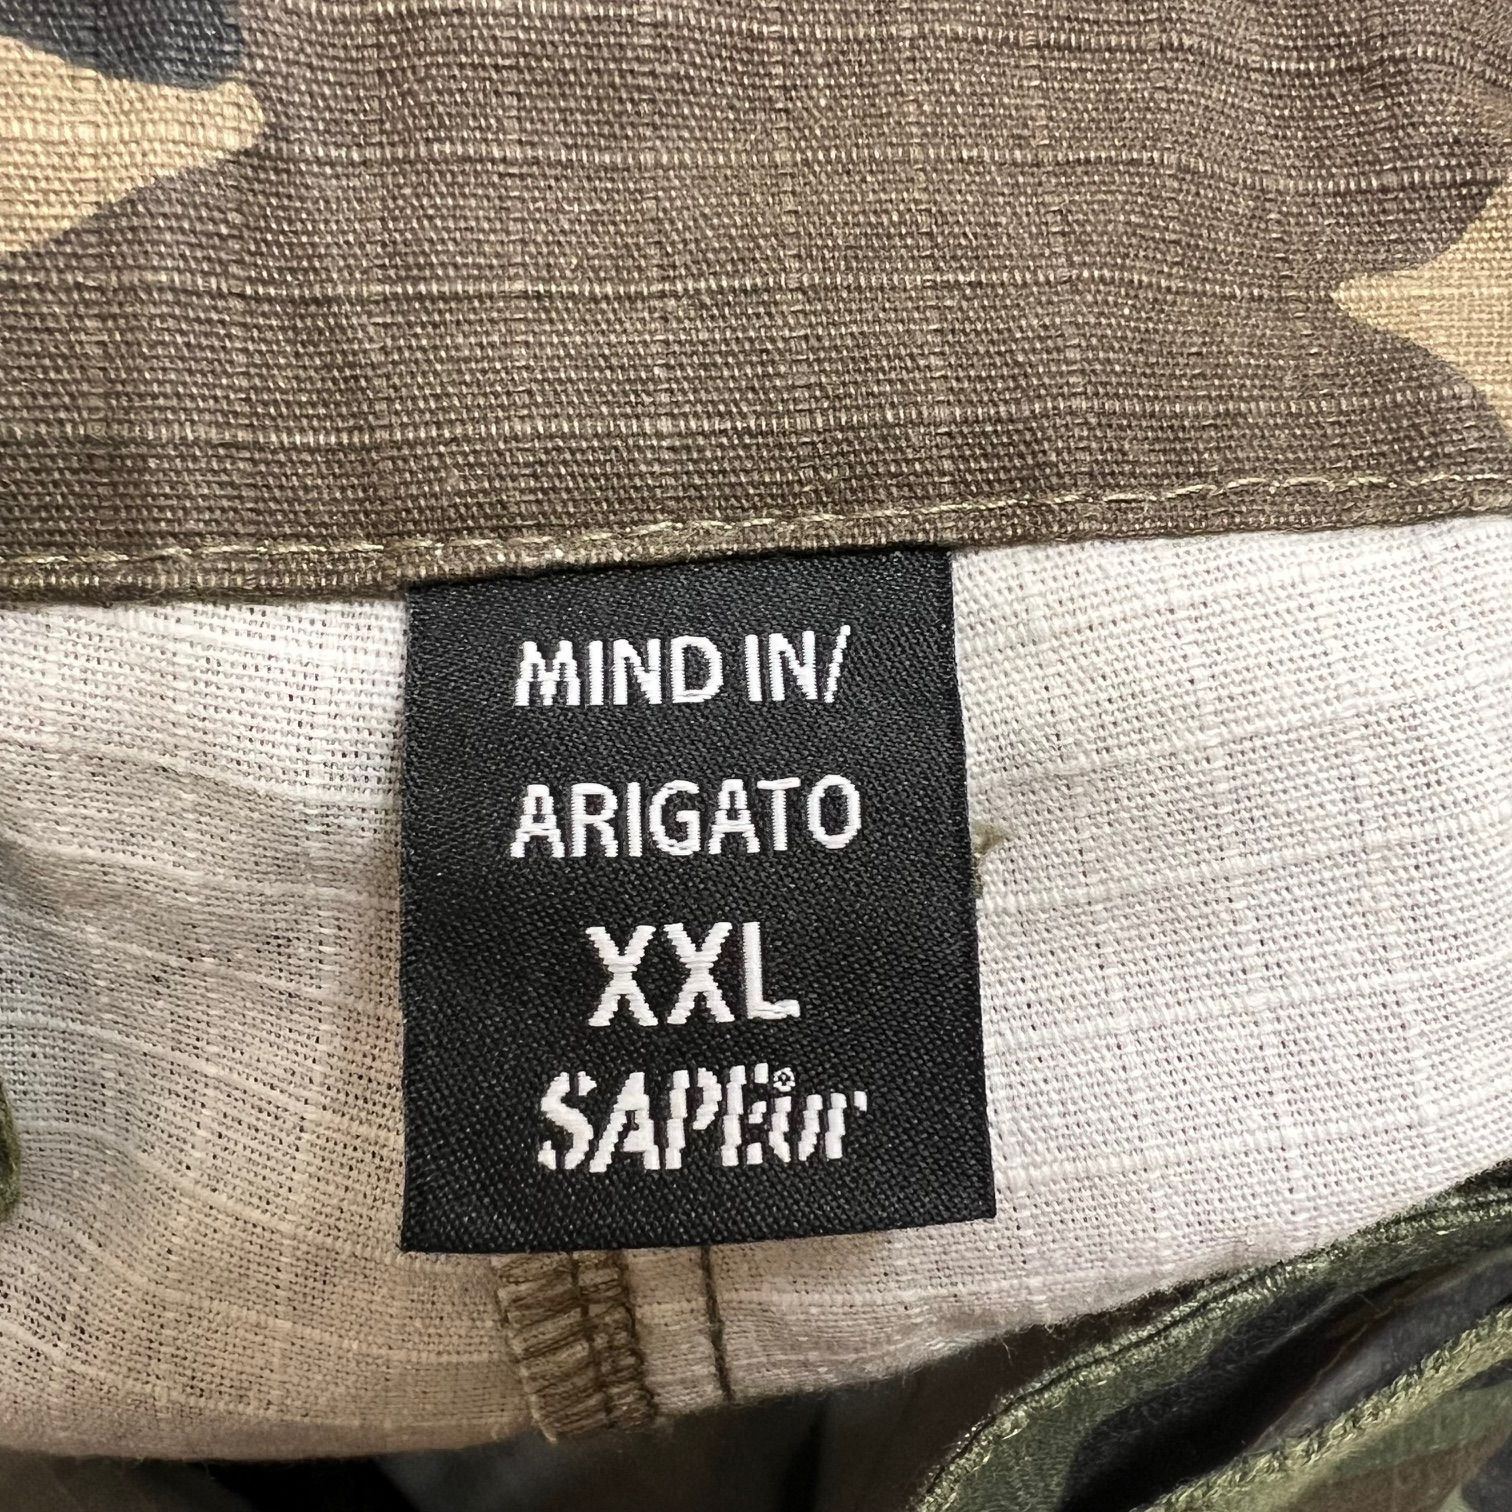 MIND IN/
ARIGATO
XXL
SAPEur®